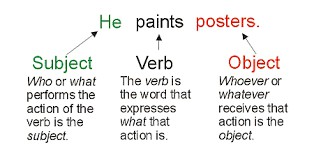 He paints posters.
Subject Verb Object
Who or what
performs the
action of the
verb is the
subject.
The verb is
the word that
expresses
what that
action is.
Whoever or
whatever
receives that
action is the
object.